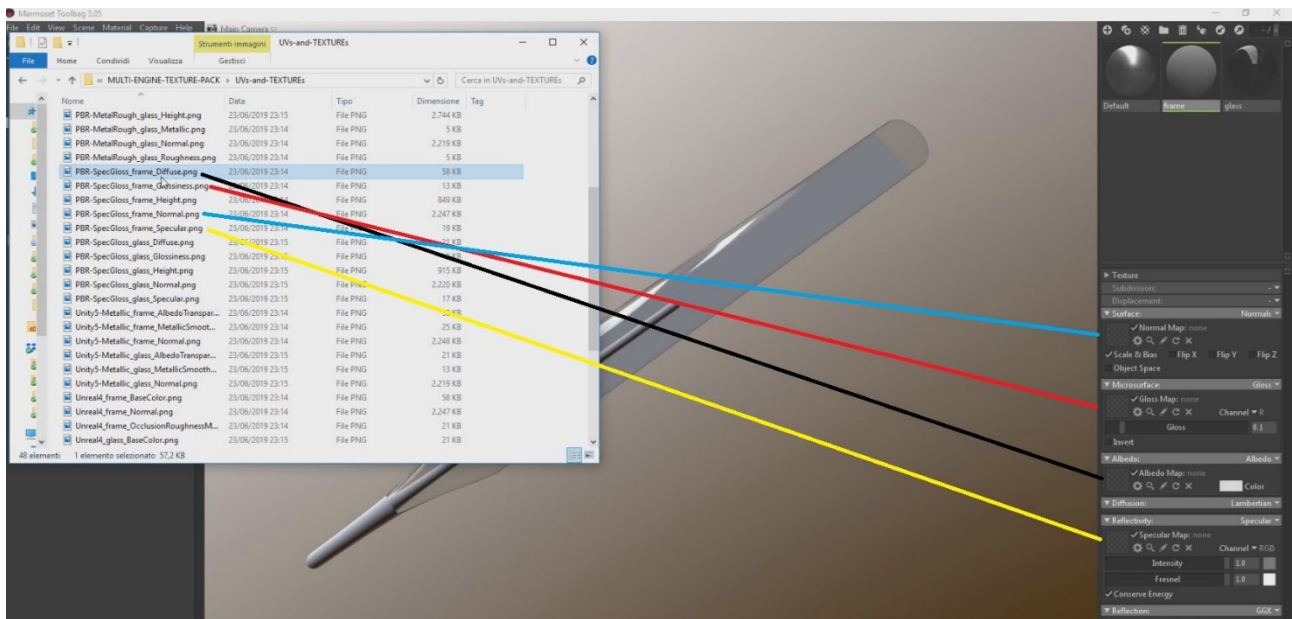 Marmoset Toolbag 3.05
File Edit View Scene Material Capture Help Main Camera
Strumenti immagini UVs-and-TEXTUREs
File Home Condividi Visualizza Gestisci
« MULTI-ENGINE-TEXTURE-PACK > UVs-and-TEXTUREs Cerca in UVs-and-TEXTUREs
Nome Data Tipo Dimensione Tag
PBR-MetalRough_glass_Height.png 23/06/2019 23:15 File PNG 2.744 KB
PBR-MetalRough_glass_Metallic.png 23/06/2019 23:14 File PNG 5 KB
PBR-MetalRough_glass_Normal.png 23/06/2019 23:14 File PNG 2.219 KB
PBR-MetalRough_glass_Roughness.png 23/06/2019 23:14 File PNG 5 KB
PBR-SpecGloss_frame_Diffuse.png 23/06/2019 23:14 File PNG 58 KB
PBR-SpecGloss_frame_Glossiness.png 23/06/2019 23:14 File PNG 13 KB
PBR-SpecGloss_frame_Height.png 23/06/2019 23:14 File PNG 849 KB
PBR-SpecGloss_frame_Normal.png 23/06/2019 23:14 File PNG 2.247 KB
PBR-SpecGloss_frame_Specular.png 23/06/2019 23:14 File PNG 19 KB
PBR-SpecGloss_glass_Diffuse.png 23/06/2019 23:15 File PNG 21 KB
PBR-SpecGloss_glass_Glossiness.png 23/06/2019 23:15 File PNG KB
PBR-SpecGloss_glass_Height.png 23/06/2019 23:15 File PNG 915 KB
PBR-SpecGloss_glass_Normal.png 23/06/2019 23:15 File PNG 2.220 KB
PBR-SpecGloss_glass_Specular.png 23/06/2019 23:15 File PNG 17 KB
Unity5-Metallic_frame_AlbedoTranspar... 23/06/2019 23:14 File PNG KB
Unity5-Metallic_frame_MetallicSmoot... 23/06/2019 23:14 File PNG 25 KB
Unity5-Metallic_frame_Normal.png 23/06/2019 23:14 File PNG 2.248 KB
Unity5-Metallic_glass_AlbedoTranspar... 23/06/2019 23:15 File PNG 21 KB
Unity5-Metallic_glass_MetallicSmooth... 23/06/2019 23:15 File PNG 13 KB
Unity5-Metallic_glass_Normal.png 23/06/2019 23:15 File PNG 2.219 KB
Unreal4_frame_BaseColor.png 23/06/2019 23:14 File PNG 58 KB
Unreal4_frame_Normal.png 23/06/2019 23:14 File PNG 2.247 KB
Unreal4_frame_OcclusionRoughnessM... 23/06/2019 23:14 File PNG 21 KB
Unreal4_glass_BaseColor.png 23/06/2019 23:15 File PNG 21 KB
48 elementi 1 elemento selezionato 57,2 KB
Default frame glass
Texture
Subdivision:
Displacement:
Surface: Normals
Normal Map: none
Scale & Bias Flip X Flip Y Flip Z
Object Space
Microsurface: Gloss
Gloss Map: none
Channel R
Gloss 0.1
Invert
Albedo: Albedo
Albedo Map: none
Color
Diffusion: Lambertian
Reflectivity: Specular
Specular Map: none
Channel RGB
Intensity 1.0
Fresnel 1.0
Conserve Energy
Reflection: GGX